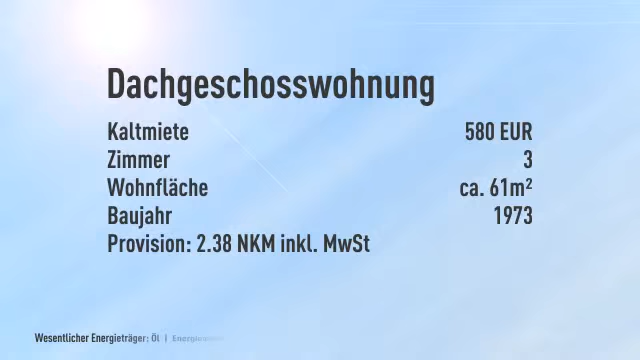 Dachgeschosswohnung
Kaltmiete 580 EUR
Zimmer 3
Wohnfläche ca. 61m²
Baujahr 1973
Provision: 2.38 NKM inkl. MwSt
Wesentlicher Energieträger: Öl |